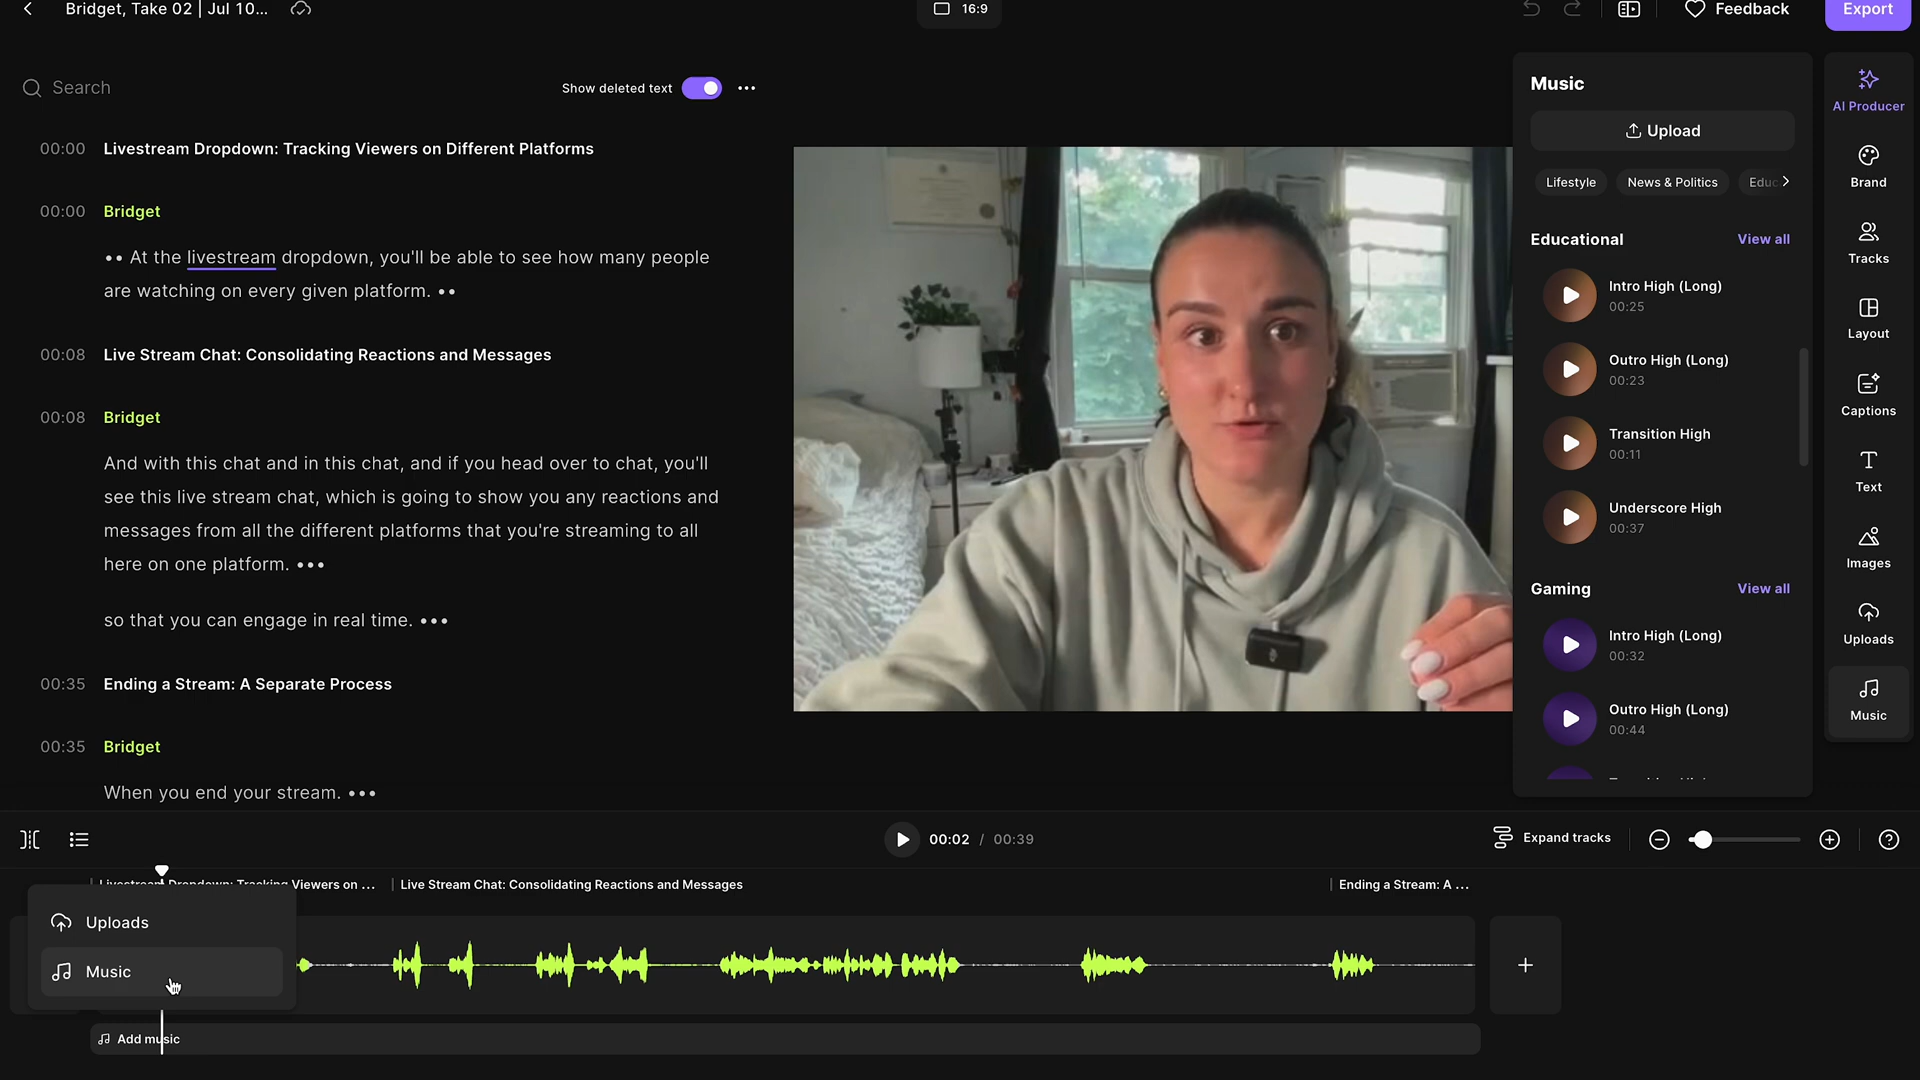 Bridget, Take 02 | Jul 10...
16:9
Feedback
Export
Search
Show deleted text
00:00 Livestream Dropdown: Tracking Viewers on Different Platforms
00:00 Bridget
•• At the livestream dropdown, you'll be able to see how many people
are watching on every given platform. ••
00:08 Live Stream Chat: Consolidating Reactions and Messages
00:08 Bridget
And with this chat and in this chat, and if you head over to chat, you'll
see this live stream chat, which is going to show you any reactions and
messages from all the different platforms that you're streaming to all
here on one platform. •••
so that you can engage in real time. •••
00:35 Ending a Stream: A Separate Process
00:35 Bridget
When you end your stream. •••
Music
Upload
Lifestyle
News & Politics
Educ
Educational
View all
Intro High (Long)
00:25
Outro High (Long)
00:23
Transition High
00:11
Underscore High
00:37
Gaming
View all
Intro High (Long)
00:32
Outro High (Long)
00:44
AI Producer
Brand
Tracks
Layout
Captions
Text
Images
Uploads
Music
00:02 / 00:39
Expand tracks
Livestream Dropdown: Tracking Viewers on ...
Live Stream Chat: Consolidating Reactions and Messages
Ending a Stream: A ...
Uploads
Music
Add music